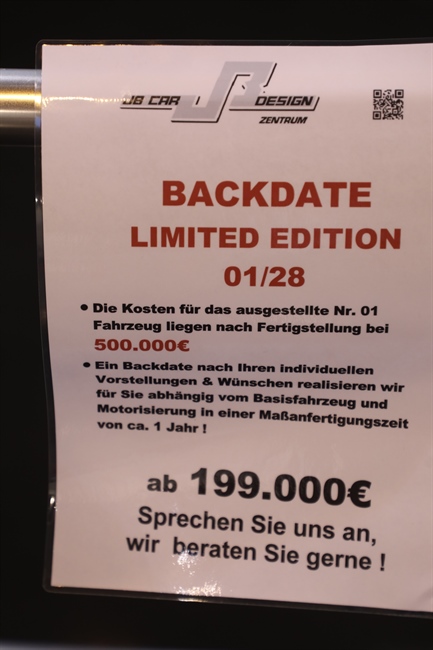 JB CAR DESIGN
ZENTRUM
BACKDATE
LIMITED EDITION
01/28
• Die Kosten für das ausgestellte Nr. 01
Fahrzeug liegen nach Fertigstellung bei
500.000€
• Ein Backdate nach Ihren individuellen
Vorstellungen & Wünschen realisieren wir
für Sie abhängig vom Basisfahrzeug und
Motorisierung in einer Maßanfertigungszeit
von ca. 1 Jahr !
ab 199.000€
Sprechen Sie uns an,
wir beraten Sie gerne !